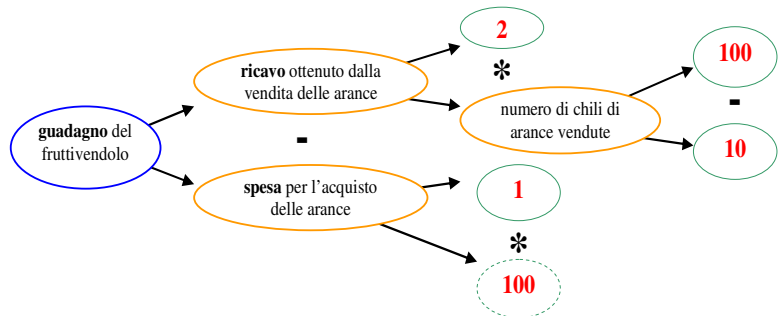 guadagno del
fruttivendolo
ricavo ottenuto dalla
vendita delle arance
-
spesa per l'acquisto
delle arance
2
*
numero di chili di
arance vendute
100
-
10
1
*
100